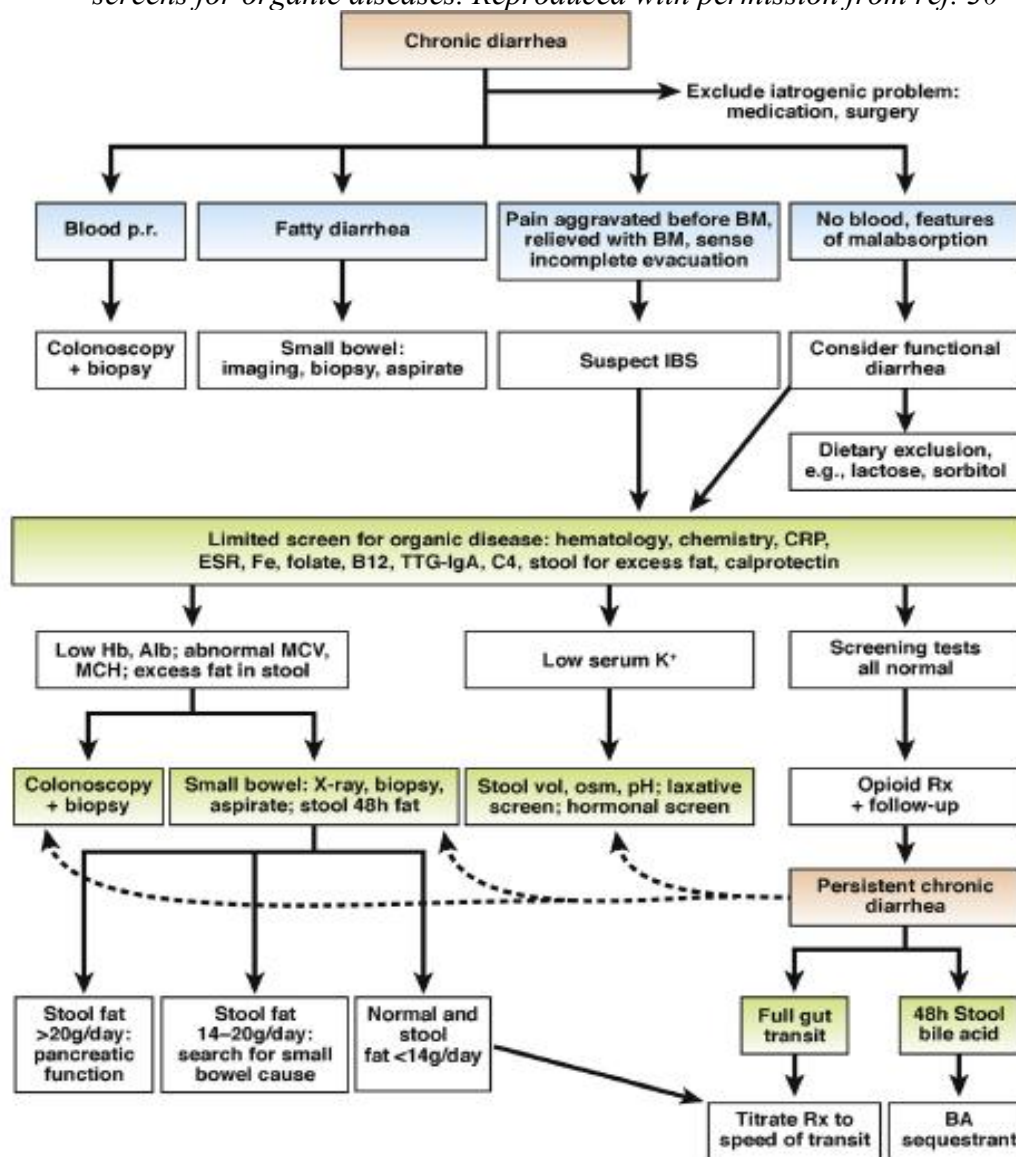 screens for organic diseases. Reproduced with permission from ref. 30
Chronic diarrhea
Exclude iatrogenic problem:
medication, surgery
Blood p.r.
Fatty diarrhea
Pain aggravated before BM,
relieved with BM, sense
incomplete evacuation
No blood, features
of malabsorption
Colonoscopy
+ biopsy
Small bowel:
imaging, biopsy, aspirate
Suspect IBS
Consider functional
diarrhea
Dietary exclusion,
e.g., lactose, sorbitol
Limited screen for organic disease: hematology, chemistry, CRP,
ESR, Fe, folate, B12, TTG-IgA, C4, stool for excess fat, calprotectin
Low Hb, Alb; abnormal MCV,
MCH; excess fat in stool
Low serum K⁺
Screening tests
all normal
Colonoscopy
+ biopsy
Small bowel: X-ray, biopsy,
aspirate; stool 48h fat
Stool vol, osm, pH; laxative
screen; hormonal screen
Opioid Rx
+ follow-up
Persistent chronic
diarrhea
Stool fat
>20g/day:
pancreatic
function
Stool fat
14–20g/day:
search for small
bowel cause
Normal and
stool
fat <14g/day
Full gut
transit
48h Stool
bile acid
Titrate Rx to
speed of transit
BA
sequestrant